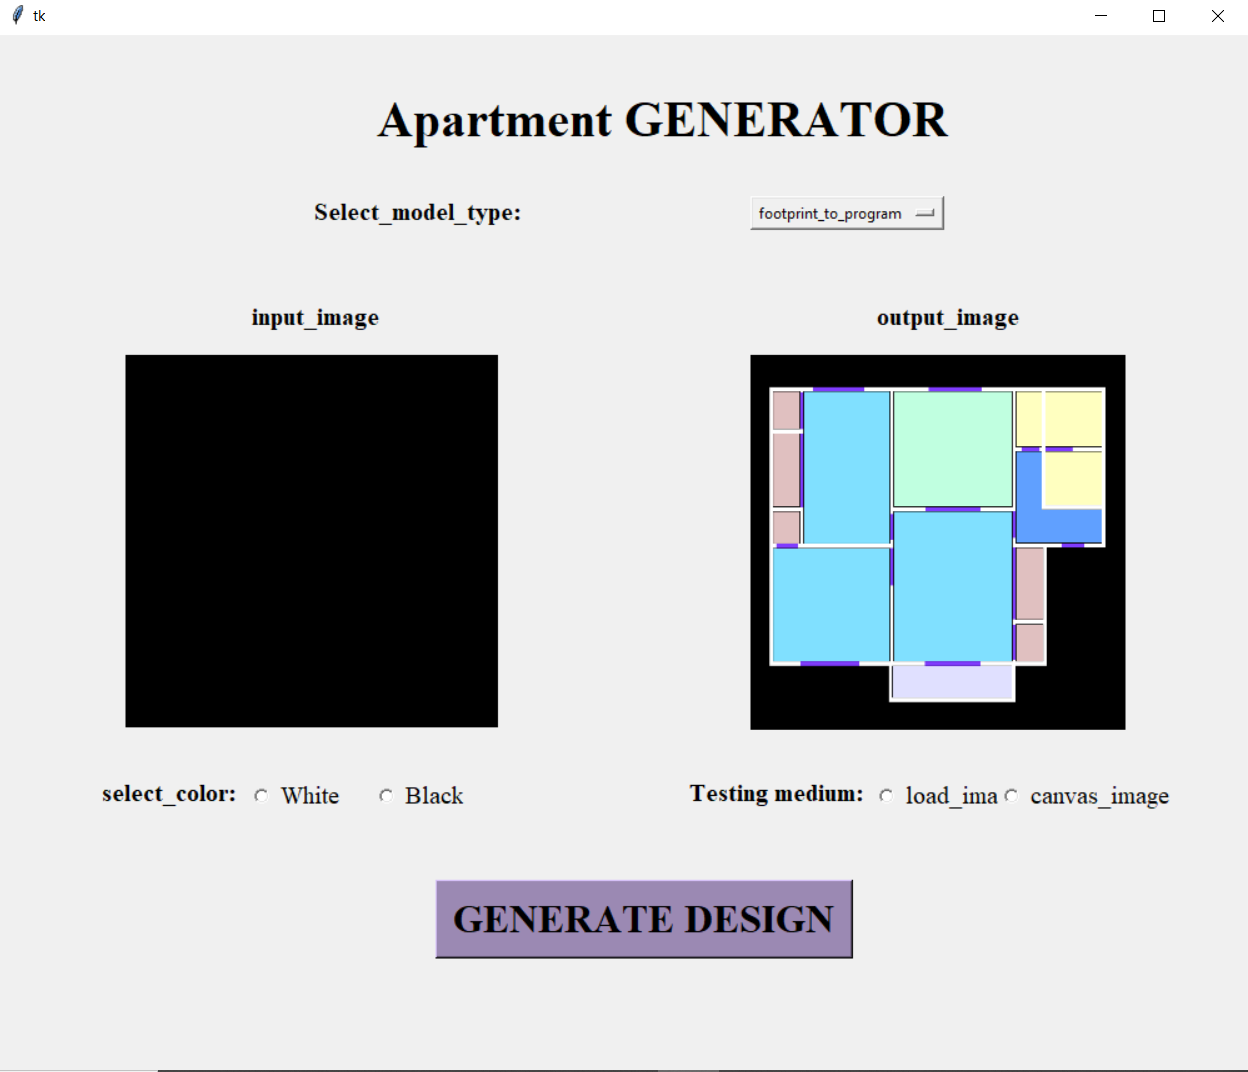 tk
Apartment GENERATOR
Select_model_type:
footprint_to_program
input_image
output_image
select_color: White Black
Testing medium: load_ima canvas_image
GENERATE DESIGN